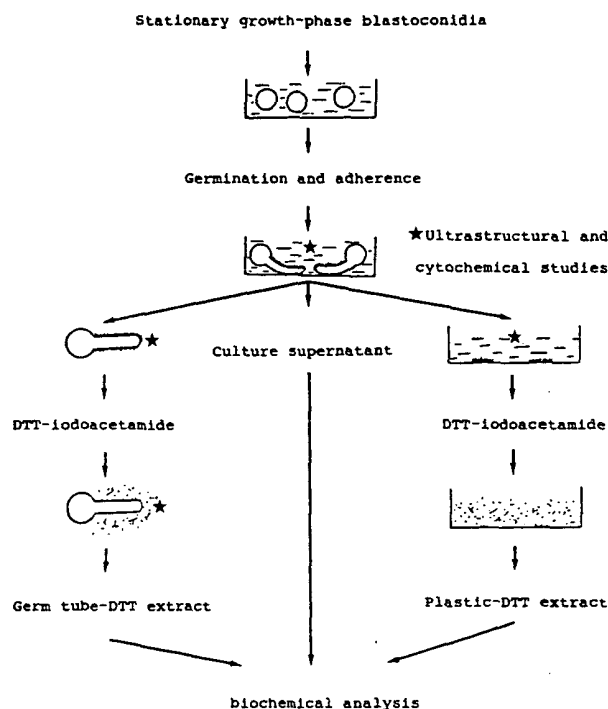 Stationary growth-phase blastoconidia
Germination and adherence
★Ultrastructural and
cytochemical studies
Culture supernatant
DTT-iodoacetamide
DTT-iodoacetamide
Germ tube-DTT extract
Plastic-DTT extract
biochemical analysis